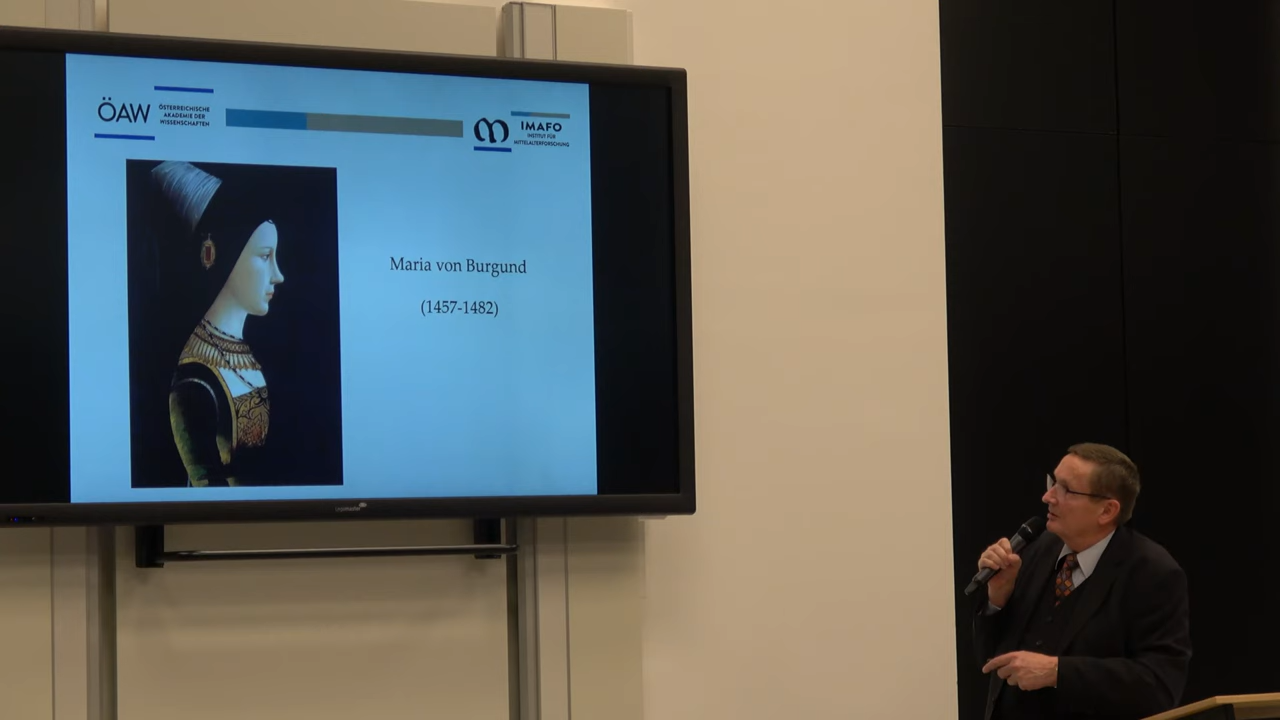 ÖAW
ÖSTERREICHISCHE
AKADEMIE DER
WISSENSCHAFTEN
IMAFO
INSTITUT FÜR
MITTELALTERFORSCHUNG
Maria von Burgund
(1457-1482)